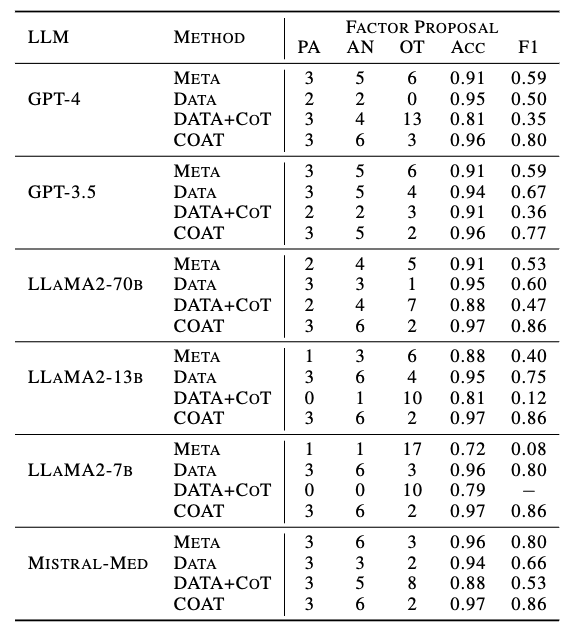 LLM METHOD FACTOR PROPOSAL
PA AN OT ACC F1
GPT-4 META 3 5 6 0.91 0.59
DATA 2 2 0 0.95 0.50
DATA+COT 3 4 13 0.81 0.35
COAT 3 6 3 0.96 0.80
GPT-3.5 META 3 5 6 0.91 0.59
DATA 3 5 4 0.94 0.67
DATA+COT 2 2 3 0.91 0.36
COAT 3 5 2 0.96 0.77
LLAMA2-70B META 2 4 5 0.91 0.53
DATA 3 3 1 0.95 0.60
DATA+COT 2 4 7 0.88 0.47
COAT 3 6 2 0.97 0.86
LLAMA2-13B META 1 3 6 0.88 0.40
DATA 3 6 4 0.95 0.75
DATA+COT 0 1 10 0.81 0.12
COAT 3 6 2 0.97 0.86
LLAMA2-7B META 1 1 17 0.72 0.08
DATA 3 6 3 0.96 0.80
DATA+COT 0 0 10 0.79 –
COAT 3 6 2 0.97 0.86
MISTRAL-MED META 3 6 3 0.96 0.80
DATA 3 3 2 0.94 0.66
DATA+COT 3 5 8 0.88 0.53
COAT 3 6 2 0.97 0.86